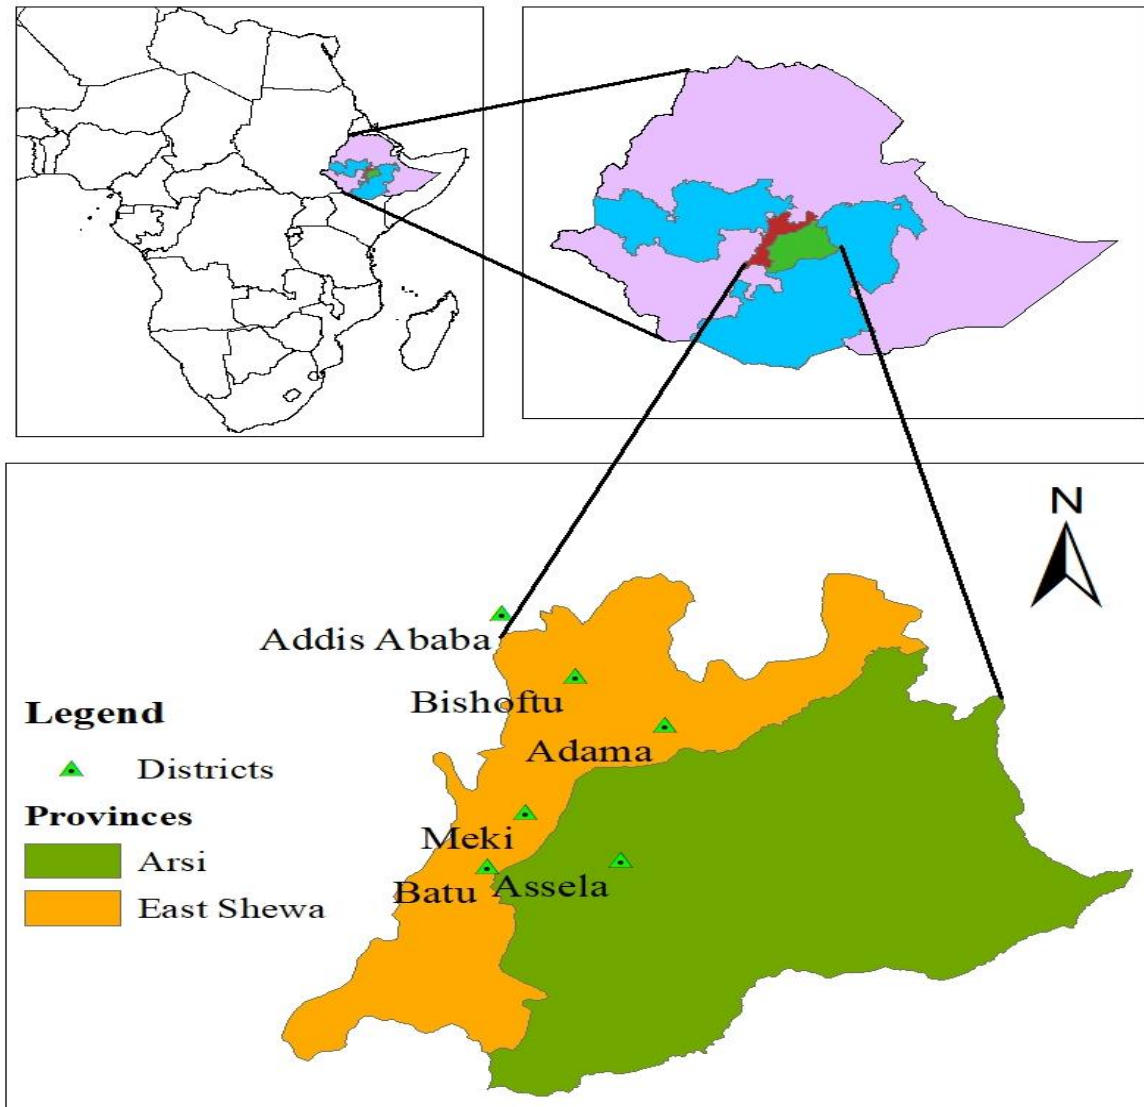 N
Addis Ababa
Bishoftu
Adama
Meki
Batu
Assela
Legend
Districts
Provinces
Arsi
East Shewa